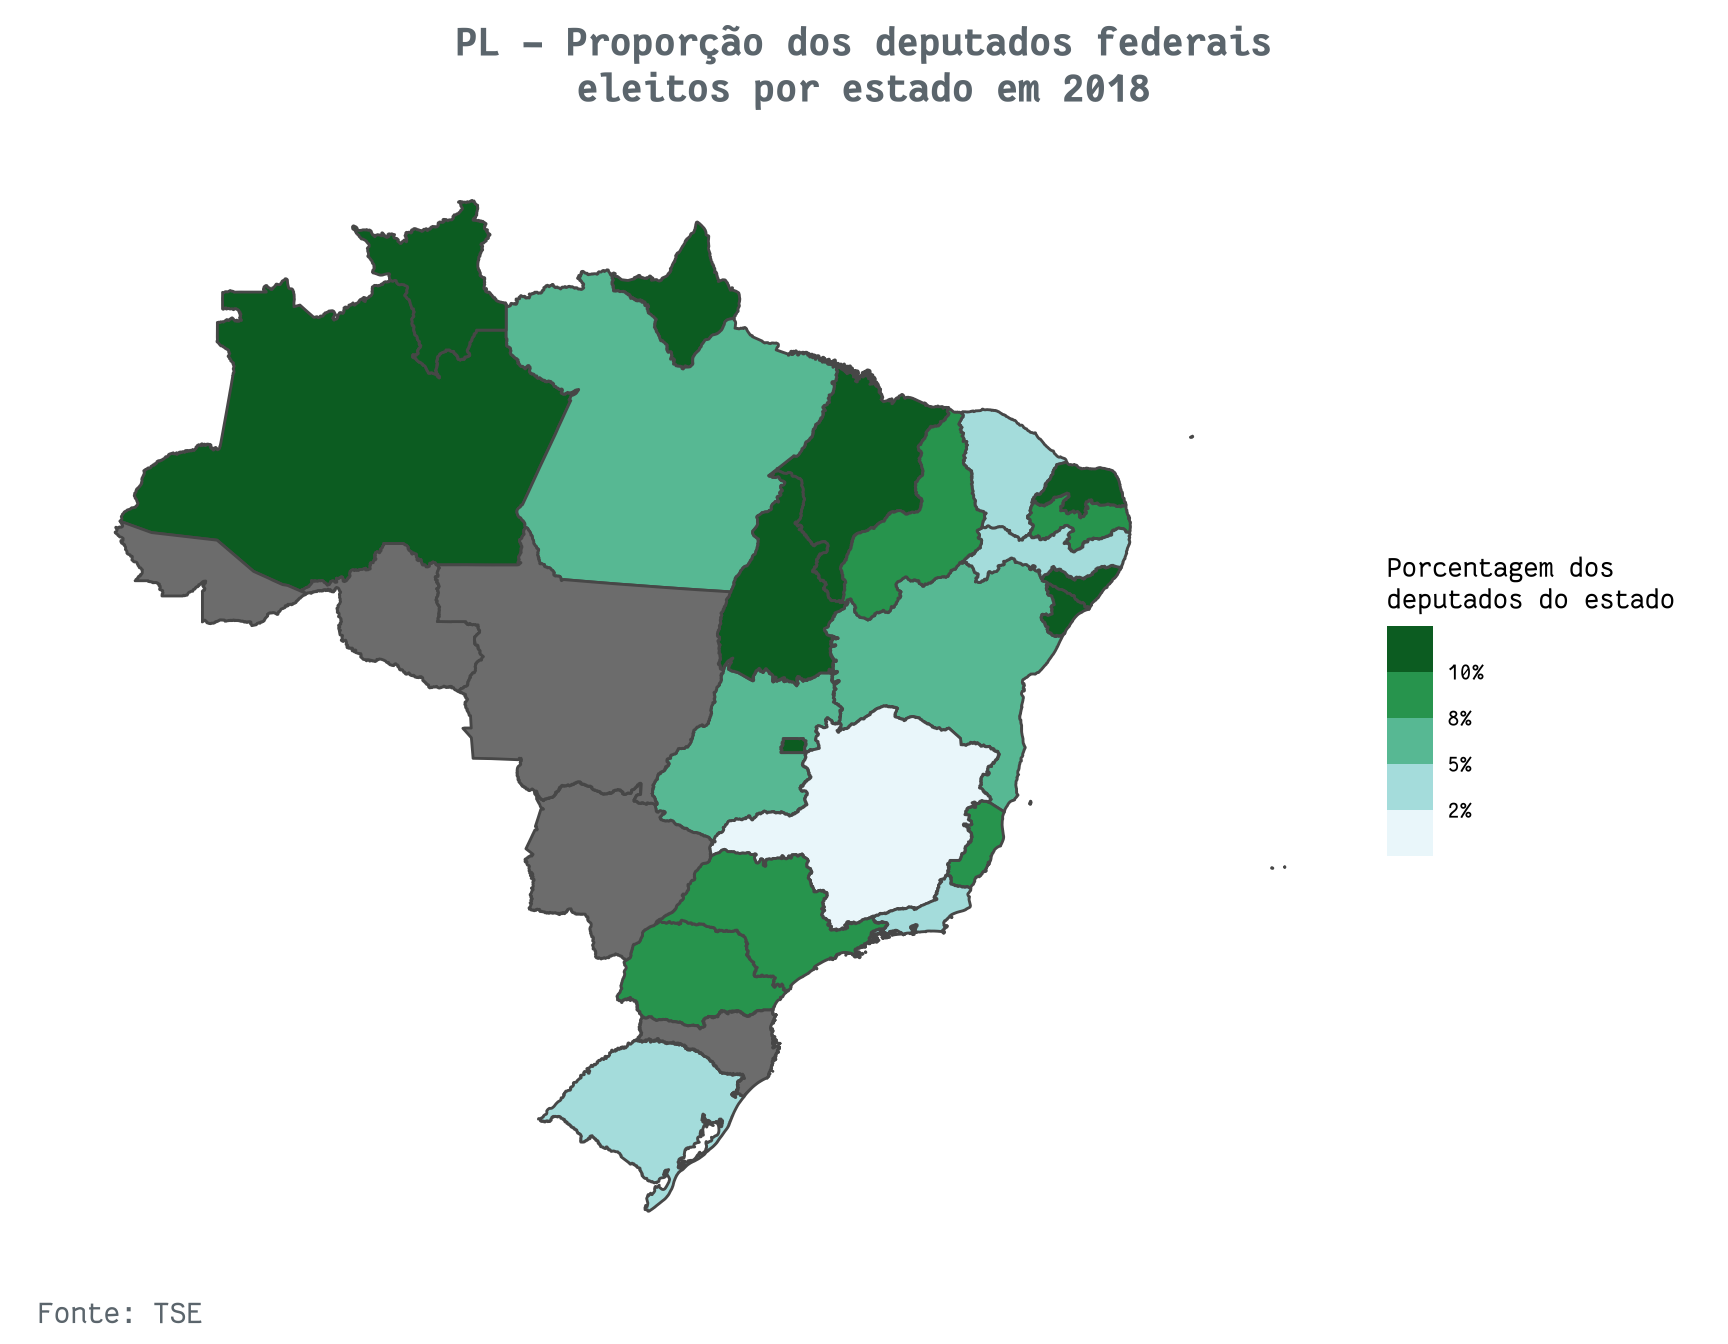 PL – Proporção dos deputados federais
eleitos por estado em 2018
Porcentagem dos
deputados do estado
10%
8%
5%
2%
Fonte: TSE